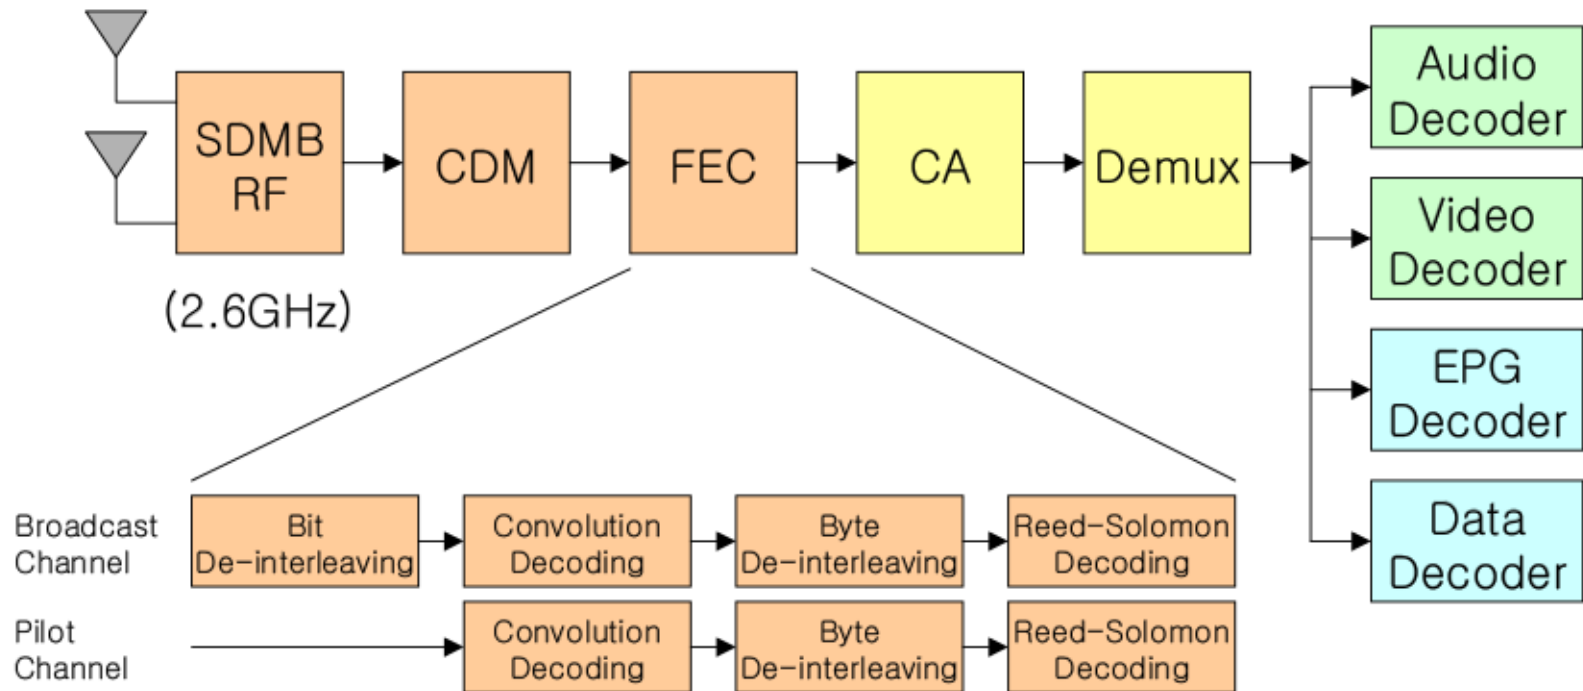 SDMB
RF
CDM
FEC
CA
Demux
Audio
Decoder
Video
Decoder
EPG
Decoder
Data
Decoder
(2.6GHz)
Broadcast
Channel
Bit
De-interleaving
Convolution
Decoding
Byte
De-interleaving
Reed-Solomon
Decoding
Pilot
Channel
Convolution
Decoding
Byte
De-interleaving
Reed-Solomon
Decoding